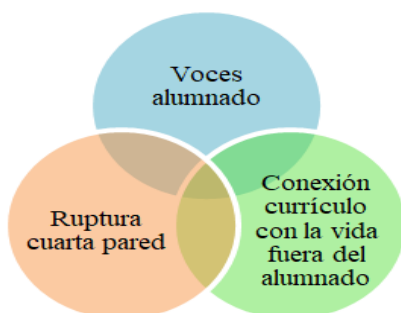 Voces
alumnado
Ruptura
cuarta pared
Conexión
currículo
con la vida
fuera del
alumnado